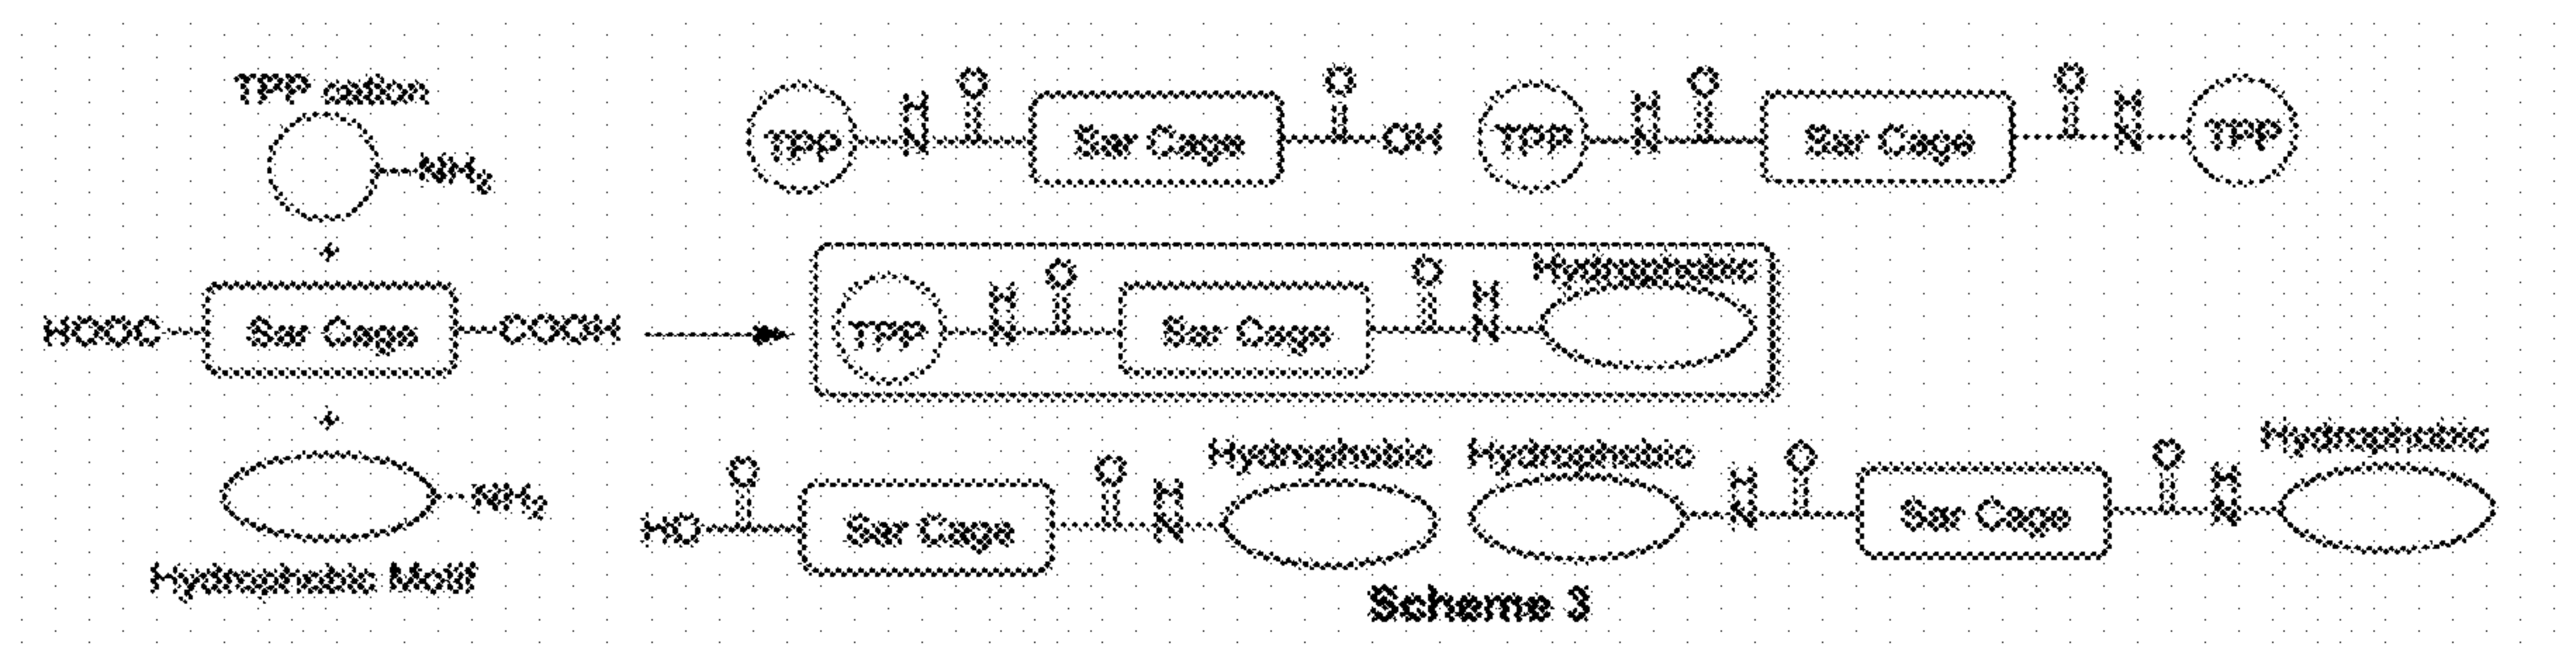 TPP cation
NH2
+
HOOC Sar Cage COOH
+
NH2
Hydrophobic Motif
TPP H N O Sar Cage O OH
TPP H N O Sar Cage O H N TPP
TPP H N O Sar Cage O H N Hydrophobic
HO O Sar Cage O H N Hydrophobic
Hydrophobic H N O Sar Cage O H N Hydrophobic
Scheme 3